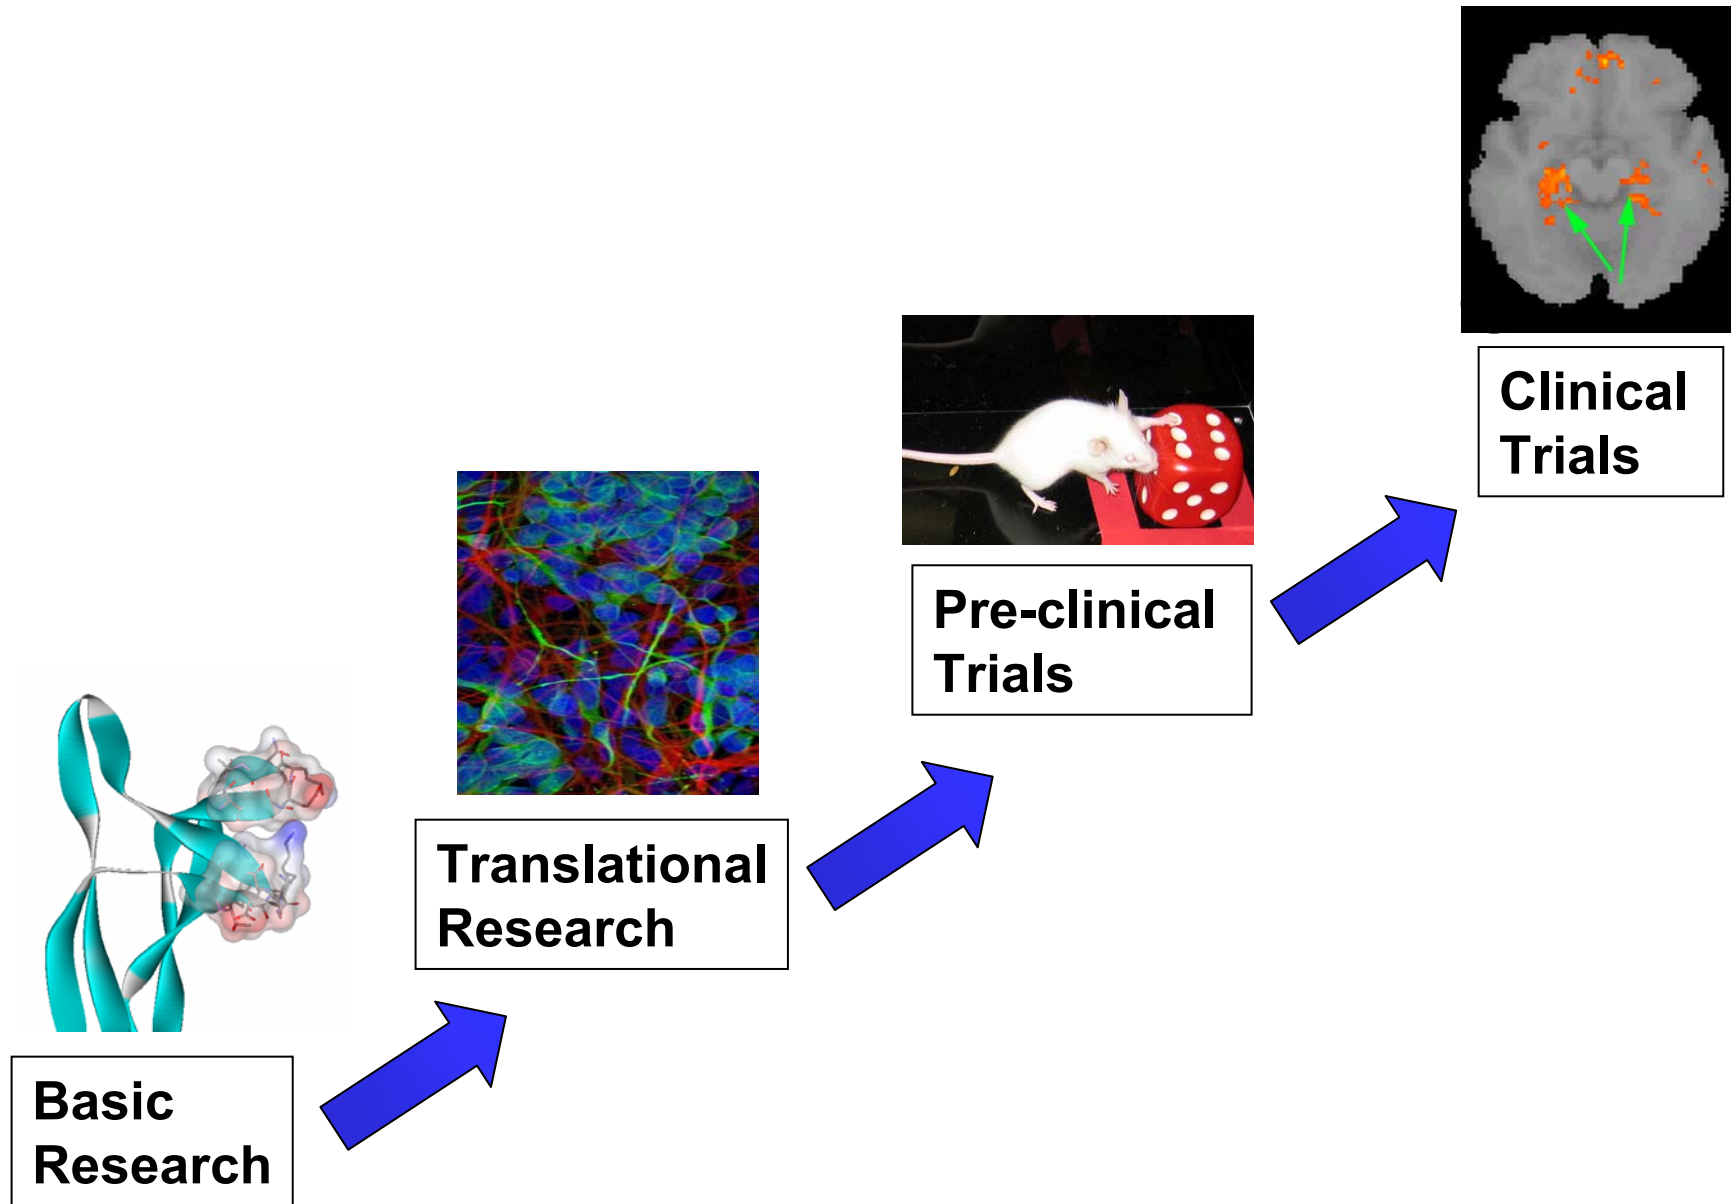 Clinical
Trials
Pre-clinical
Trials
Translational
Research
Basic
Research